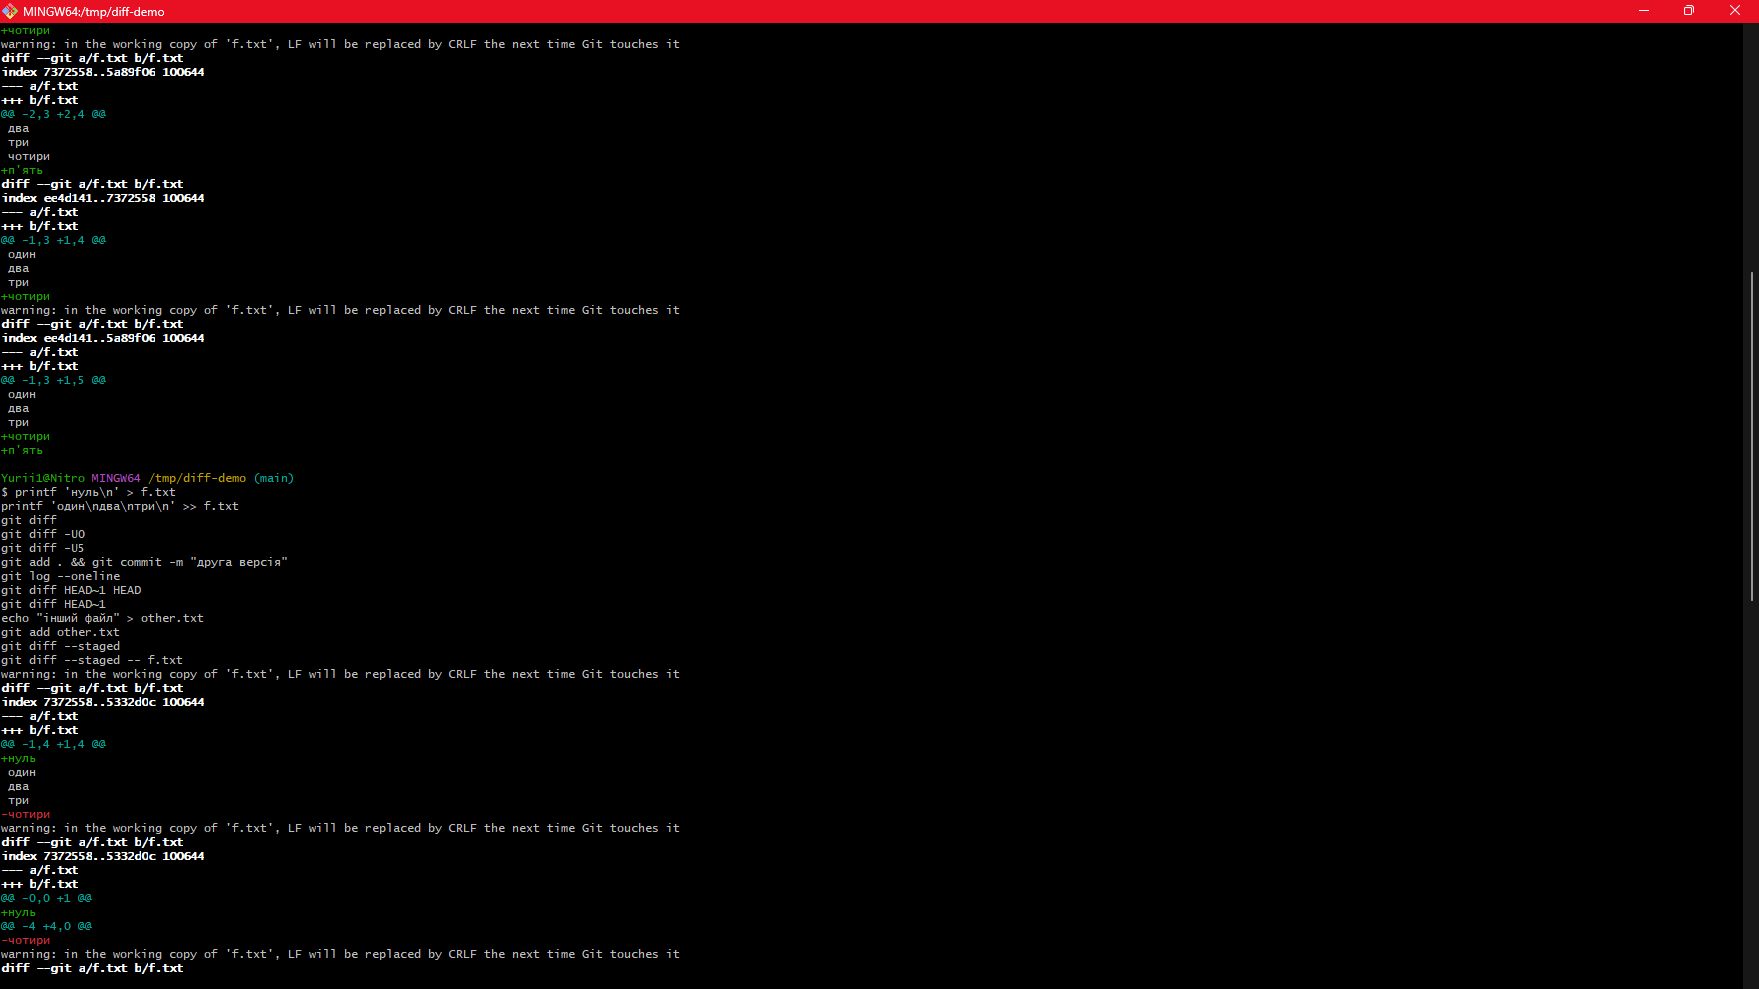 MINGW64:/tmp/diff-demo
+чотири
warning: in the working copy of 'f.txt', LF will be replaced by CRLF the next time Git touches it
diff --git a/f.txt b/f.txt
index 7372558..5a89f06 100644
--- a/f.txt
+++ b/f.txt
@@ -2,3 +2,4 @@
 два
 три
 чотири
+п'ять
diff --git a/f.txt b/f.txt
index ee4d141..7372558 100644
--- a/f.txt
+++ b/f.txt
@@ -1,3 +1,4 @@
 один
 два
 три
+чотири
warning: in the working copy of 'f.txt', LF will be replaced by CRLF the next time Git touches it
diff --git a/f.txt b/f.txt
index ee4d141..5a89f06 100644
--- a/f.txt
+++ b/f.txt
@@ -1,3 +1,5 @@
 один
 два
 три
+чотири
+п'ять
Yurii1@Nitro MINGW64 /tmp/diff-demo (main)
$ printf 'нуль\n' > f.txt
printf 'один\nдва\nтри\n' >> f.txt
git diff
git diff -U0
git diff -U5
git add . && git commit -m "друга версія"
git log --oneline
git diff HEAD~1 HEAD
git diff HEAD~1
echo "інший файл" > other.txt
git add other.txt
git diff --staged
git diff --staged -- f.txt
warning: in the working copy of 'f.txt', LF will be replaced by CRLF the next time Git touches it
diff --git a/f.txt b/f.txt
index 7372558..5332d0c 100644
--- a/f.txt
+++ b/f.txt
@@ -1,4 +1,4 @@
+нуль
 один
 два
 три
-чотири
warning: in the working copy of 'f.txt', LF will be replaced by CRLF the next time Git touches it
diff --git a/f.txt b/f.txt
index 7372558..5332d0c 100644
--- a/f.txt
+++ b/f.txt
@@ -0,0 +1 @@
+нуль
@@ -4 +4,0 @@
-чотири
warning: in the working copy of 'f.txt', LF will be replaced by CRLF the next time Git touches it
diff --git a/f.txt b/f.txt